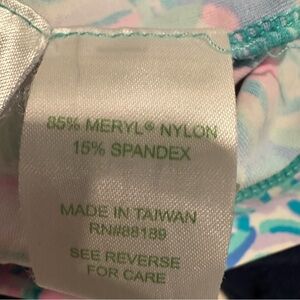 85% MERYL® NYLON
15% SPANDEX
MADE IN TAIWAN
RN#88189
SEE REVERSE
FOR CARE